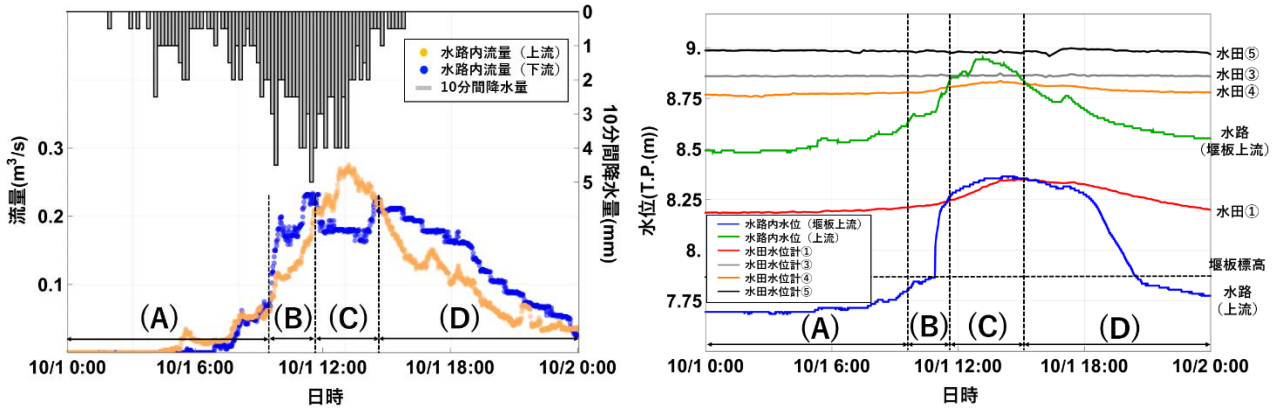 0
1
2
3
4
5
10分間降水量(mm)
水路内流量（上流）
水路内流量（下流）
10分間降水量
0.3
0.2
0.1
流量(m³/s)
(A)
(B)
(C)
(D)
10/1 0:00
10/1 6:00
10/1 12:00
10/1 18:00
10/2 0:00
日時
9.
8.75
8.5
8.25
8.
7.75
水位(T.P.(m))
水田⑤
水田③
水田④
水路
（堰板上流）
水田①
堰板標高
水路
（上流）
水路内水位（堰板上流）
水路内水位（上流）
水田水位計①
水田水位計③
水田水位計④
水田水位計⑤
(A)
(B)
(C)
(D)
10/1 0:00
10/1 6:00
10/1 12:00
10/1 18:00
10/2 0:00
日時